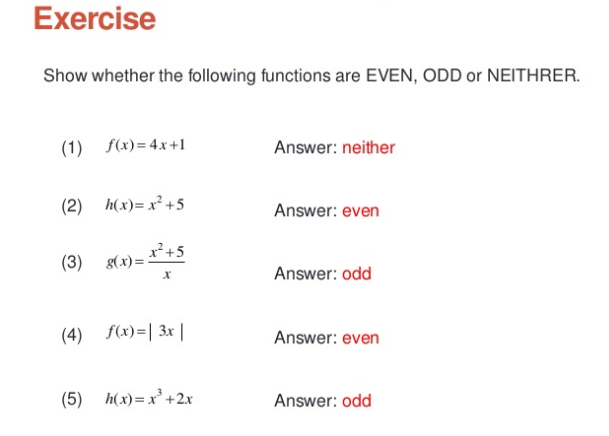 Exercise
Show whether the following functions are EVEN, ODD or NEITHRER.
(1) f(x)=4x+1 Answer: neither
(2) h(x)=x²+5 Answer: even
(3) g(x)=(x²+5)/x Answer: odd
(4) f(x)=| 3x | Answer: even
(5) h(x)=x³+2x Answer: odd